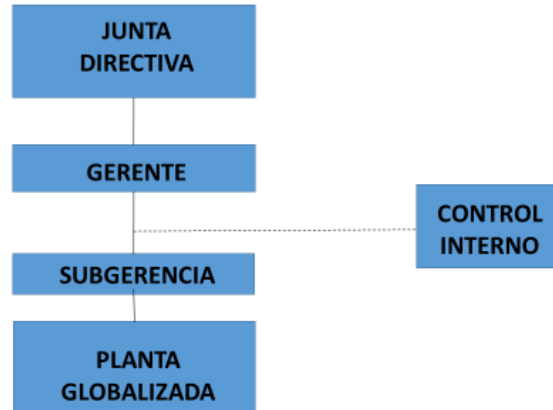 JUNTA
DIRECTIVA
GERENTE
CONTROL
INTERNO
SUBGERENCIA
PLANTA
GLOBALIZADA